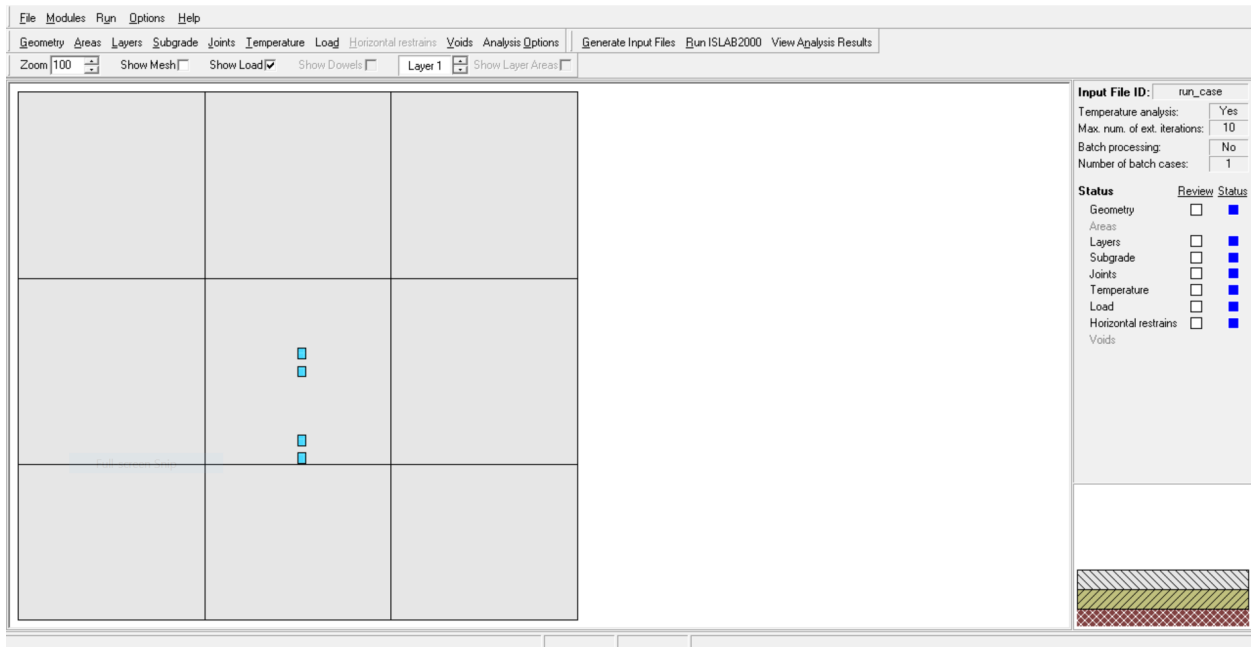 File Modules Run Options Help
Geometry Areas Layers Subgrade Joints Temperature Load Horizontal restrains Voids Analysis Options Generate Input Files Run ISLAB2000 View Analysis Results
Zoom 100 Show Mesh Show Load Show Dowels Layer 1 Show Layer Areas
Input File ID: run_case
Temperature analysis: Yes
Max. num. of ext. iterations: 10
Batch processing: No
Number of batch cases: 1
Status Review Status
Geometry
Areas
Layers
Subgrade
Joints
Temperature
Load
Horizontal restrains
Voids
Full-screen Snip